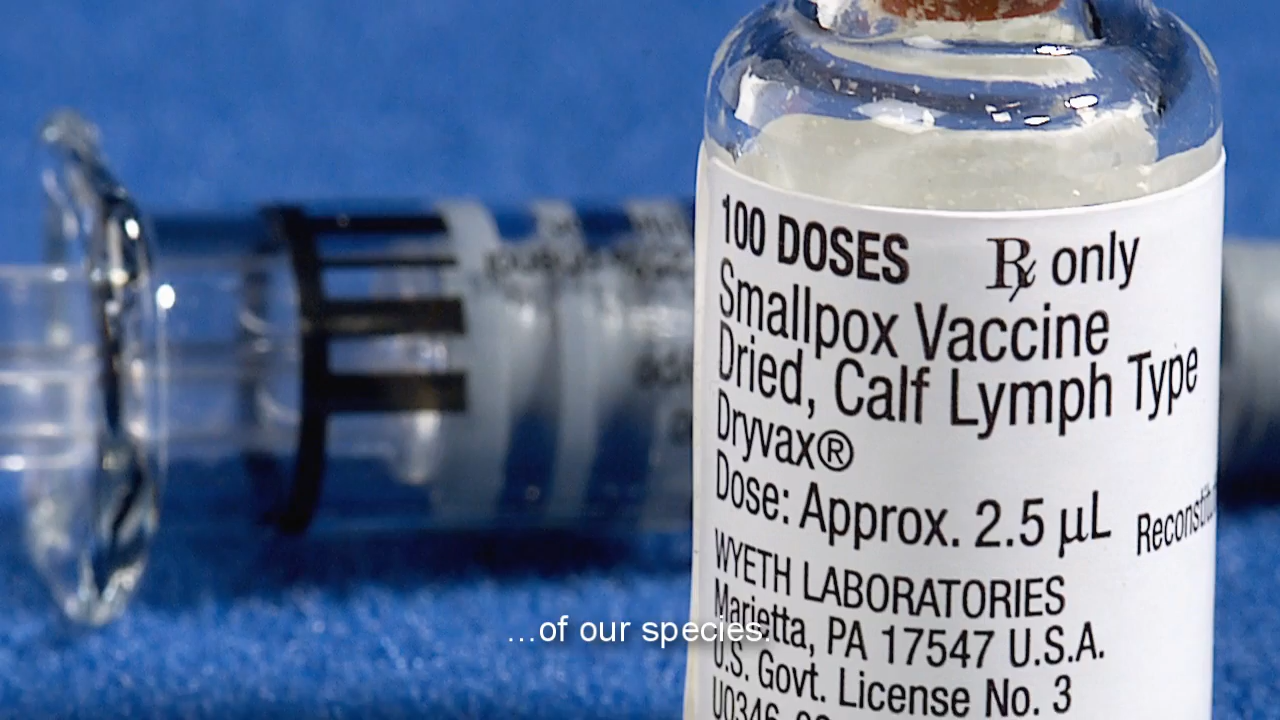 100 DOSES ℞ only
Smallpox Vaccine
Dried, Calf Lymph Type
Dryvax®
Dose: Approx. 2.5 µL
WYETH LABORATORIES
Marietta, PA 17547 U.S.A.
U.S. Govt. License No. 3
…of our species.